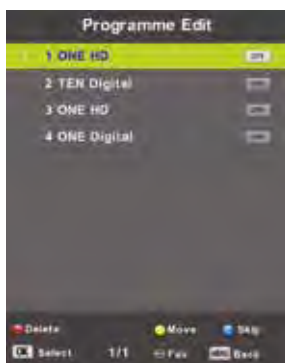 Programme Edit
1 ONE HD
2 TEN Digital
3 ONE HD
4 ONE Digital
Delete Move Skip
OK Select 1/1 Fav Back